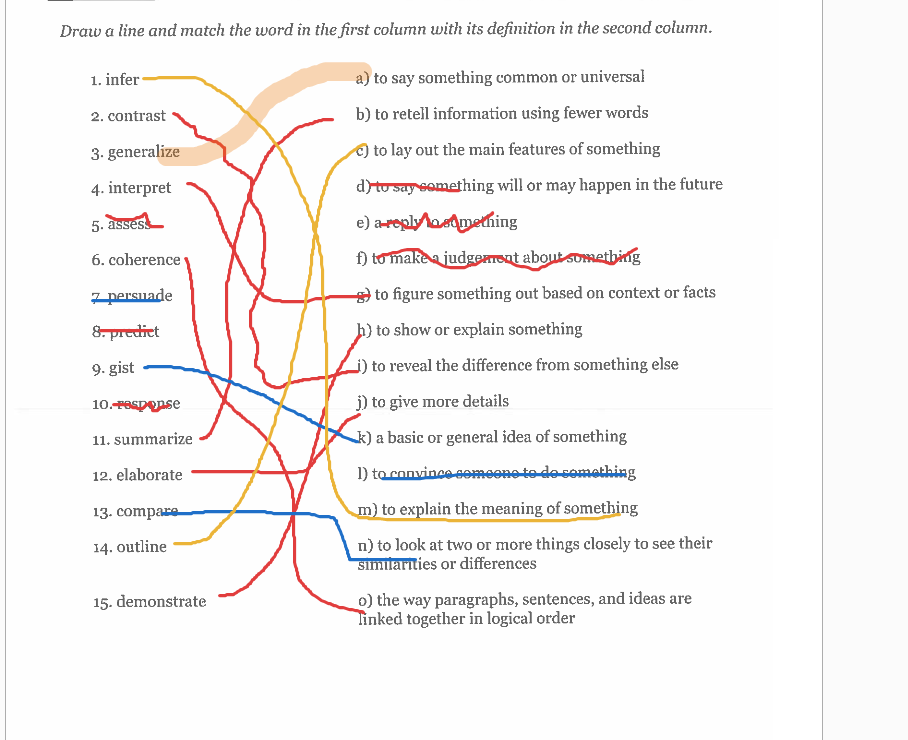 Draw a line and match the word in the first column with its definition in the second column.
1. infer
a) to say something common or universal
2. contrast
b) to retell information using fewer words
3. generalize
c) to lay out the main features of something
4. interpret
d) to say something will or may happen in the future
5. assess
e) a reply to something
6. coherence
f) to make a judgement about something
7. persuade
g) to figure something out based on context or facts
8. predict
h) to show or explain something
9. gist
i) to reveal the difference from something else
10. response
j) to give more details
11. summarize
k) a basic or general idea of something
12. elaborate
l) to convince someone to do something
13. compare
m) to explain the meaning of something
14. outline
n) to look at two or more things closely to see their
similarities or differences
15. demonstrate
o) the way paragraphs, sentences, and ideas are
linked together in logical order